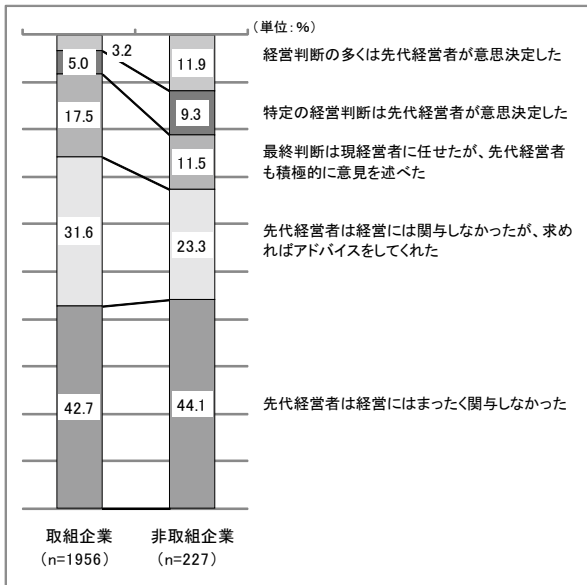 (単位:%)
3.2
経営判断の多くは先代経営者が意思決定した
5.0
11.9
特定の経営判断は先代経営者が意思決定した
17.5
9.3
最終判断は現経営者に任せたが、先代経営者
も積極的に意見を述べた
11.5
先代経営者は経営には関与しなかったが、求め
ればアドバイスをしてくれた
31.6
23.3
先代経営者は経営にはまったく関与しなかった
42.7
44.1
取組企業
(n=1956)
非取組企業
(n=227)